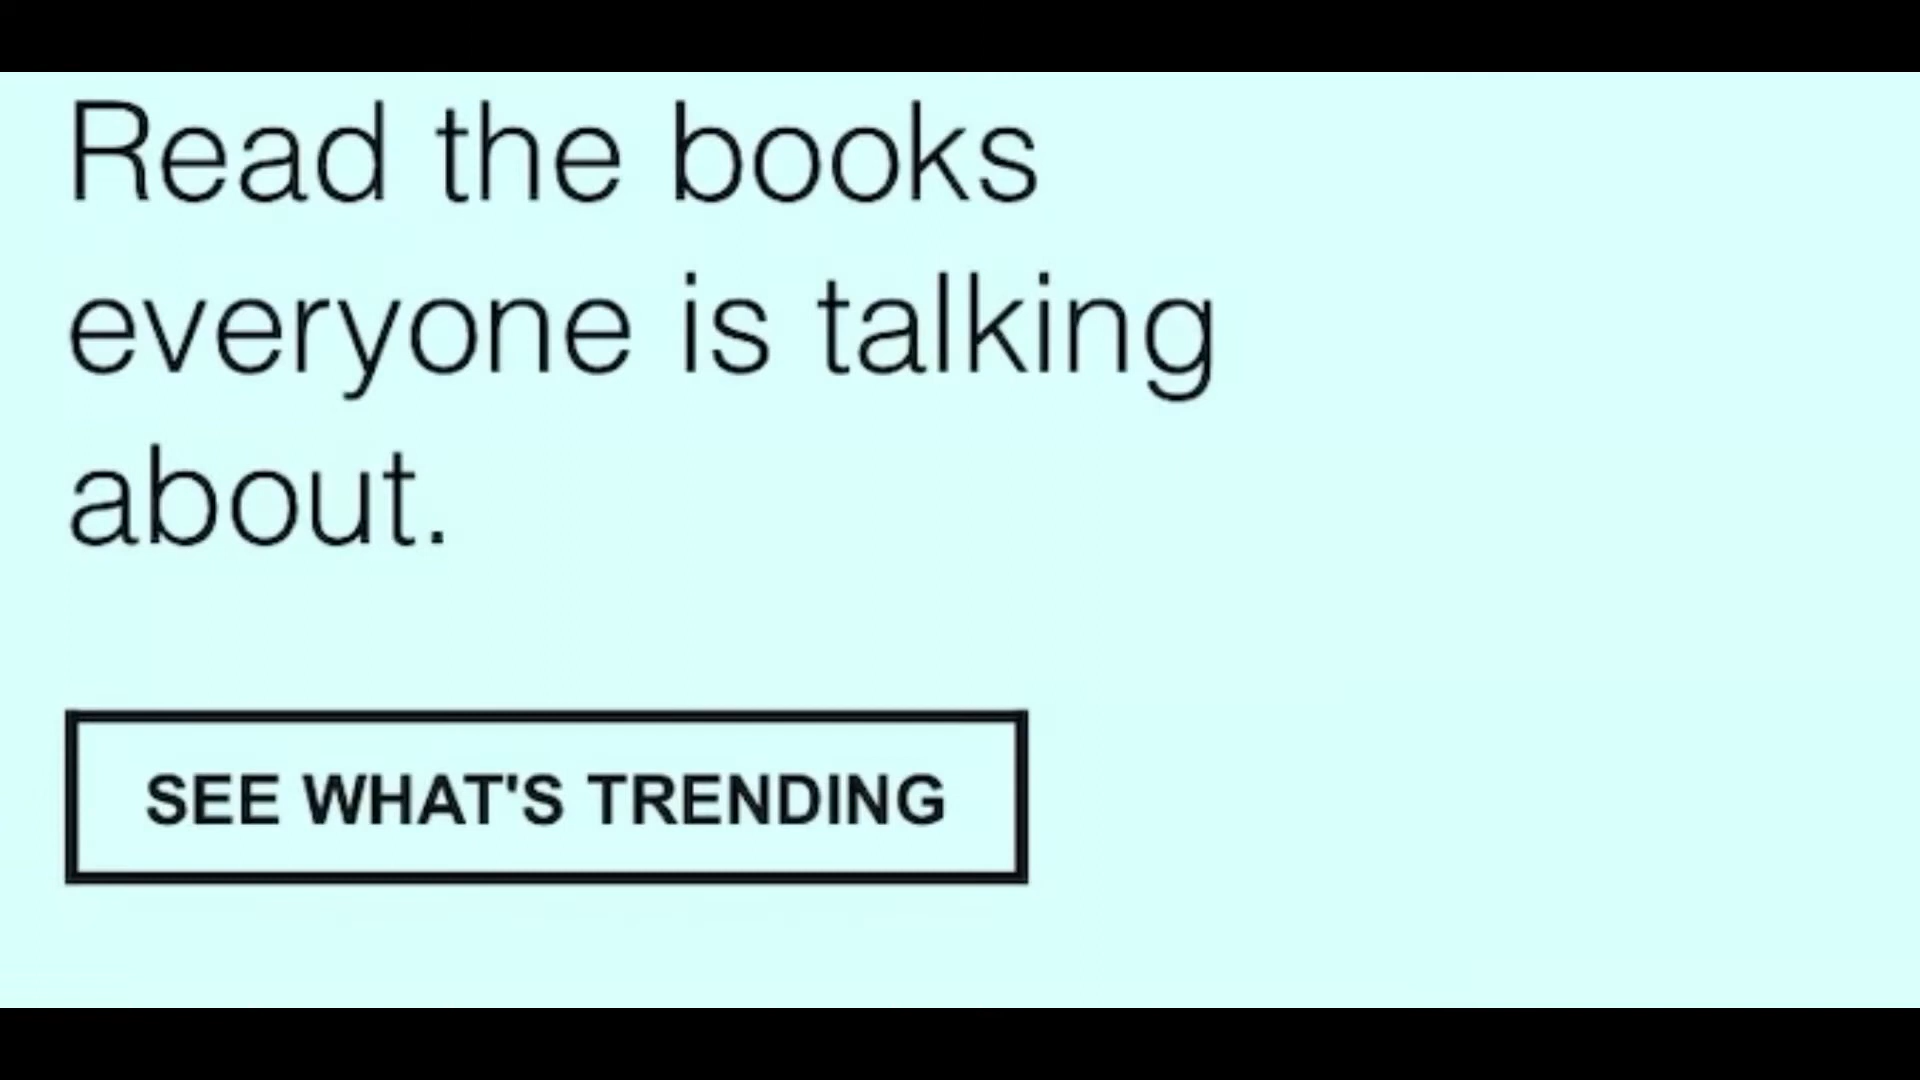 Read the books
everyone is talking
about.
SEE WHAT'S TRENDING